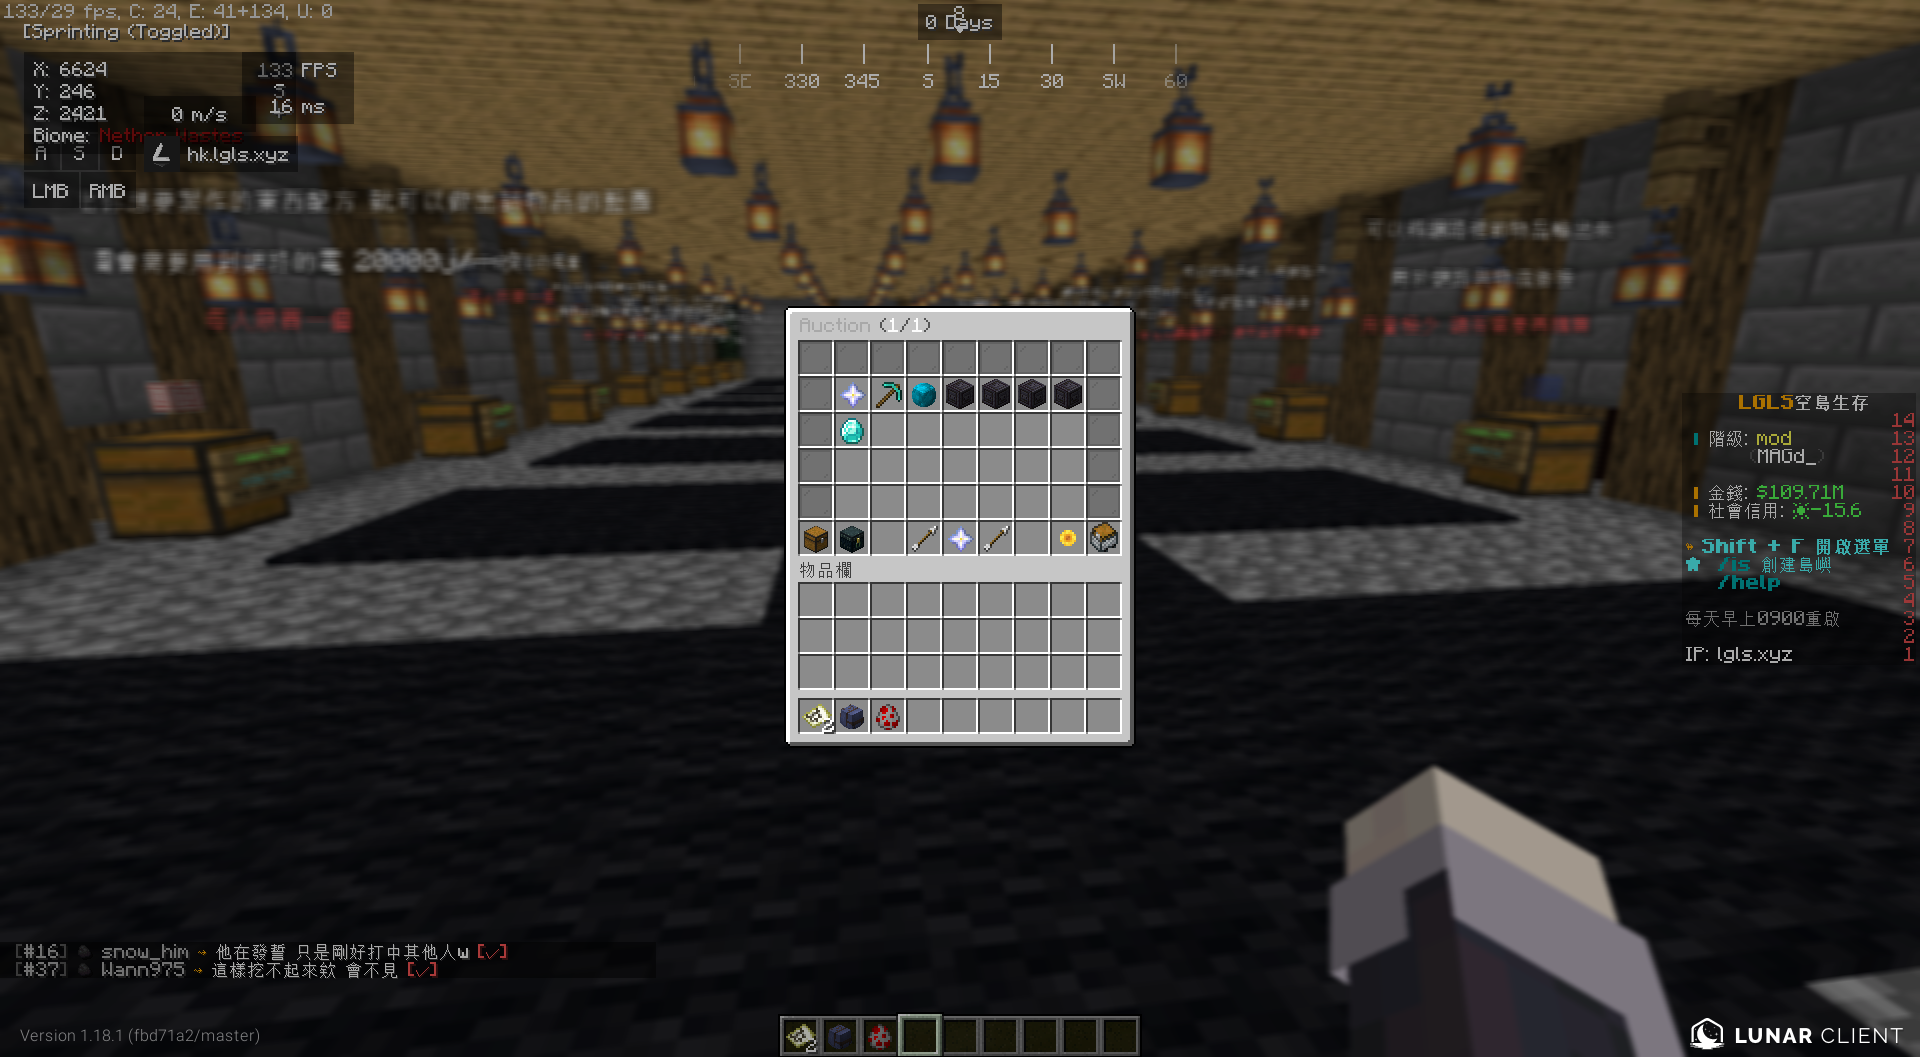 133/29 fps, C: 24, E: 41+134, U: 0
[Sprinting (Toggled)]
0 Days
X: 6624
133 FPS
Y: 246
S
Z: 2421
0 m/s
16 ms
Biome: Nether Wastes
A S D
hk.lgls.xyz
LMB RMB
SE 330 345 S 15 30 SW 60
20000
Auction (1/1)
物品欄
2
LGLS空島生存
14
階級: mod 13
(MAGd_) 12
11
金錢: $109.71M 10
社會信用: ☀-15.6 9
8
Shift + F 開啟選單 7
/is 創建島嶼 6
/help 5
4
每天早上0900重啟 3
2
IP: lgls.xyz 1
[#16] snow_him → 他在發誓 只是剛好打中其他人w [✓]
[#37] Wann975 → 這樣挖不起來欸 會不見 [✓]
Version 1.18.1 (fbd71a2/master)
2
LUNAR CLIENT